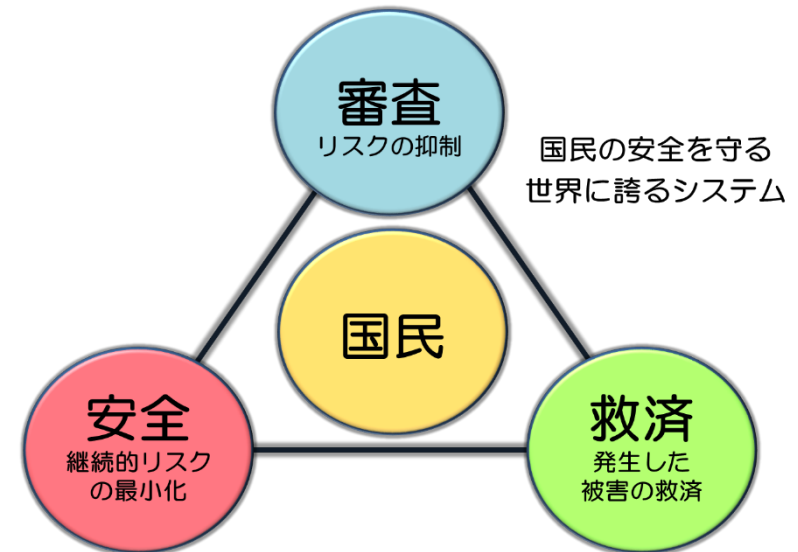 審査
リスクの抑制
国民の安全を守る
世界に誇るシステム
国民
安全
継続的リスク
の最小化
救済
発生した
被害の救済